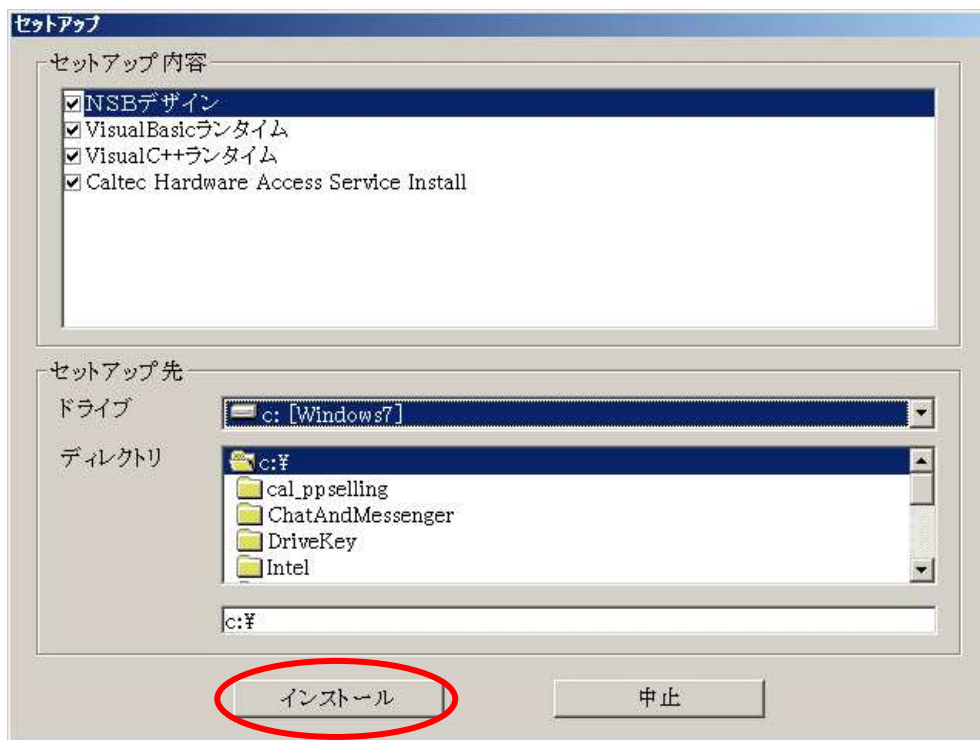 セットアップ
セットアップ内容
NSBデザイン
VisualBasicランタイム
VisualC++ランタイム
Caltec Hardware Access Service Install
セットアップ先
ドライブ
c: [Windows7]
ディレクトリ
c:¥
cal_ppselling
ChatAndMessenger
DriveKey
Intel
c:¥
インストール
中止